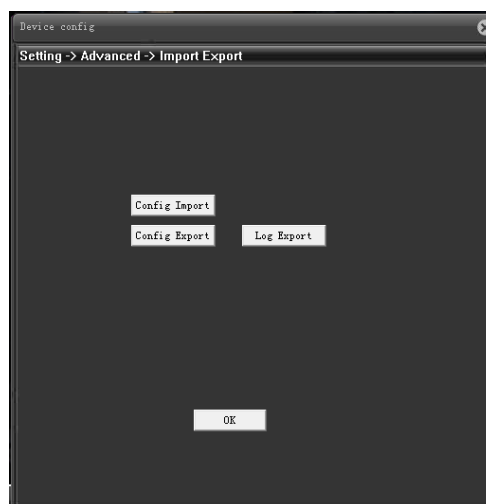 Device config
Setting -> Advanced -> Import Export
Config Import
Config Export Log Export
OK